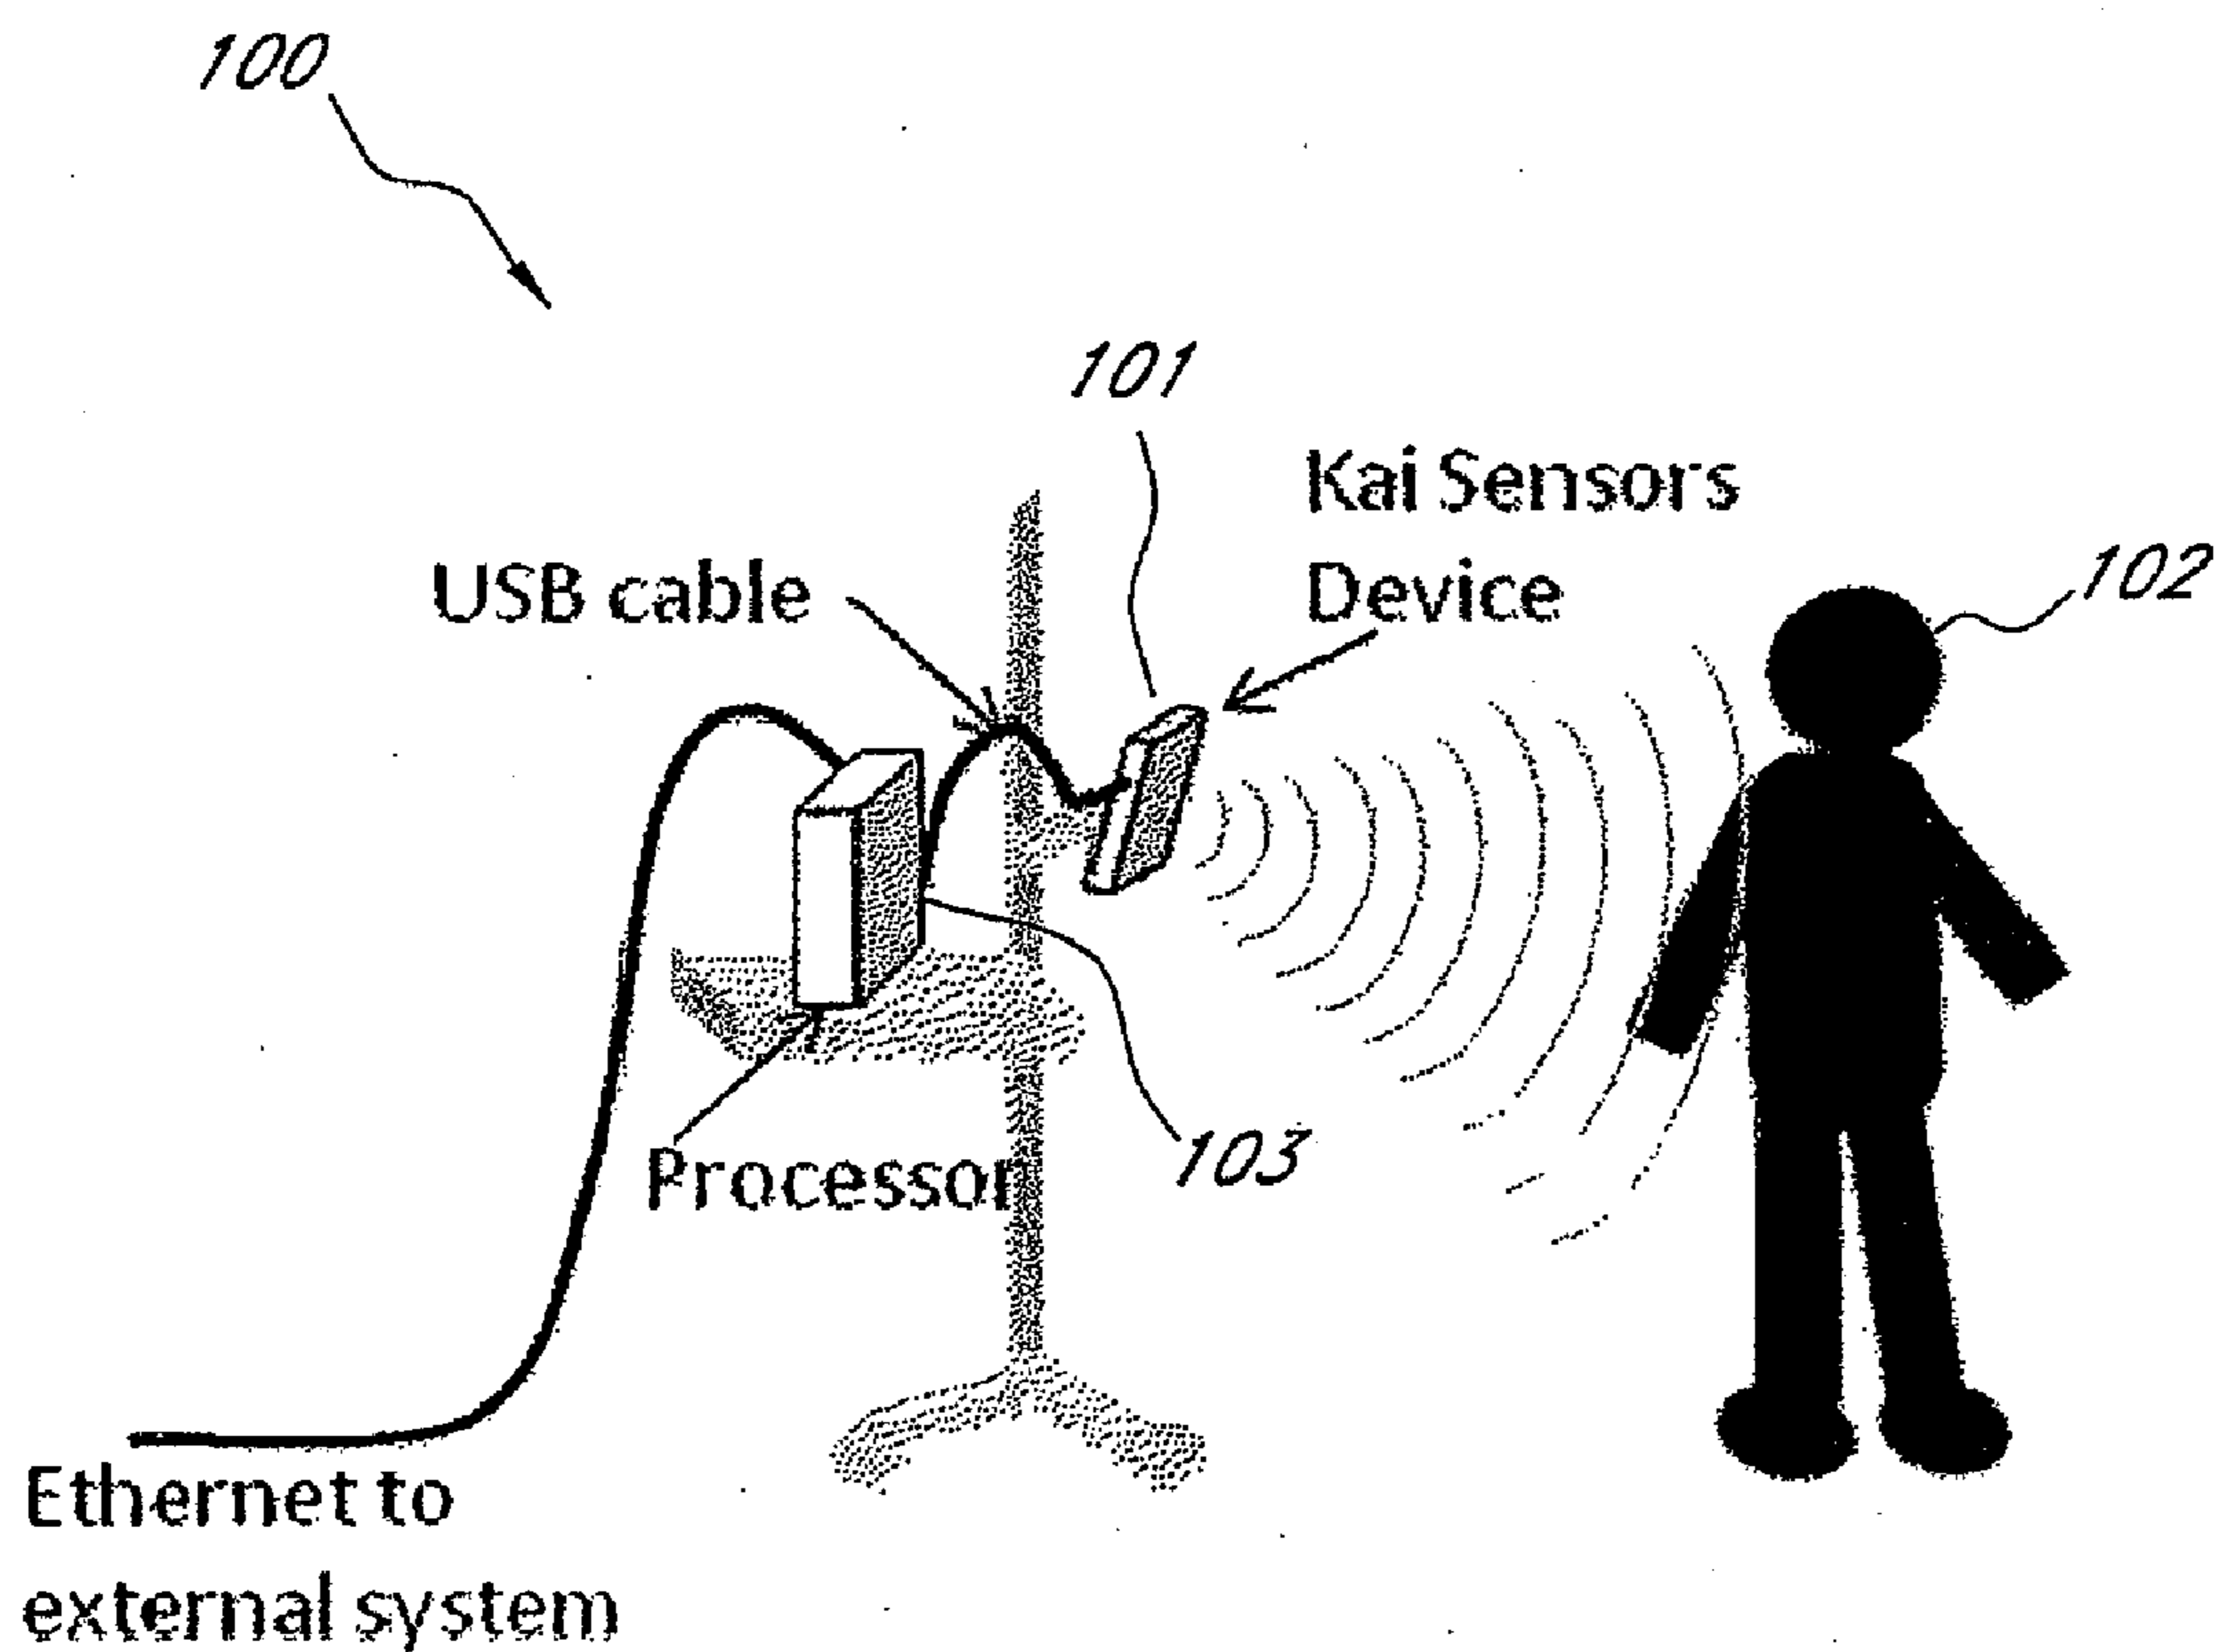 100
101
Kai Sensors
Device
102
USB cable
Processor
103
Ethernet to
external system